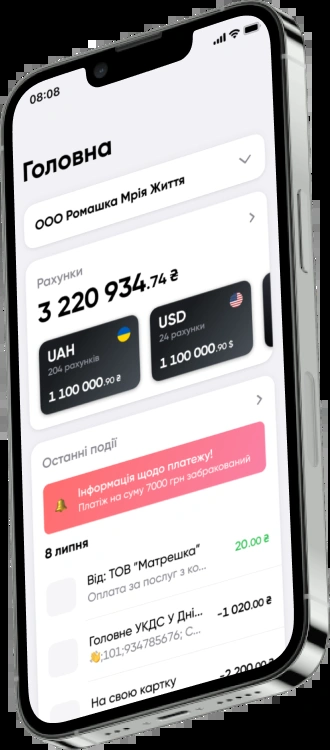 08:08
Головна
ООО Ромашка Мрія Життя
Рахунки
3 220 934.74 ₴
UAH
204 рахунків
1 100 000.90 ₴
USD
24 рахунки
1 100 000.90 $
Останні події
Інформація щодо платежу!
Платіж на суму 7000 грн забракований
8 липня
Від: ТОВ “Матрешка”
20.00 ₴
Оплата за послуг з ко...
Головне УКДС У Дні...
-1 020.00 ₴
👋;101;934785676; С...
На свою картку
-2 200.00 ₴